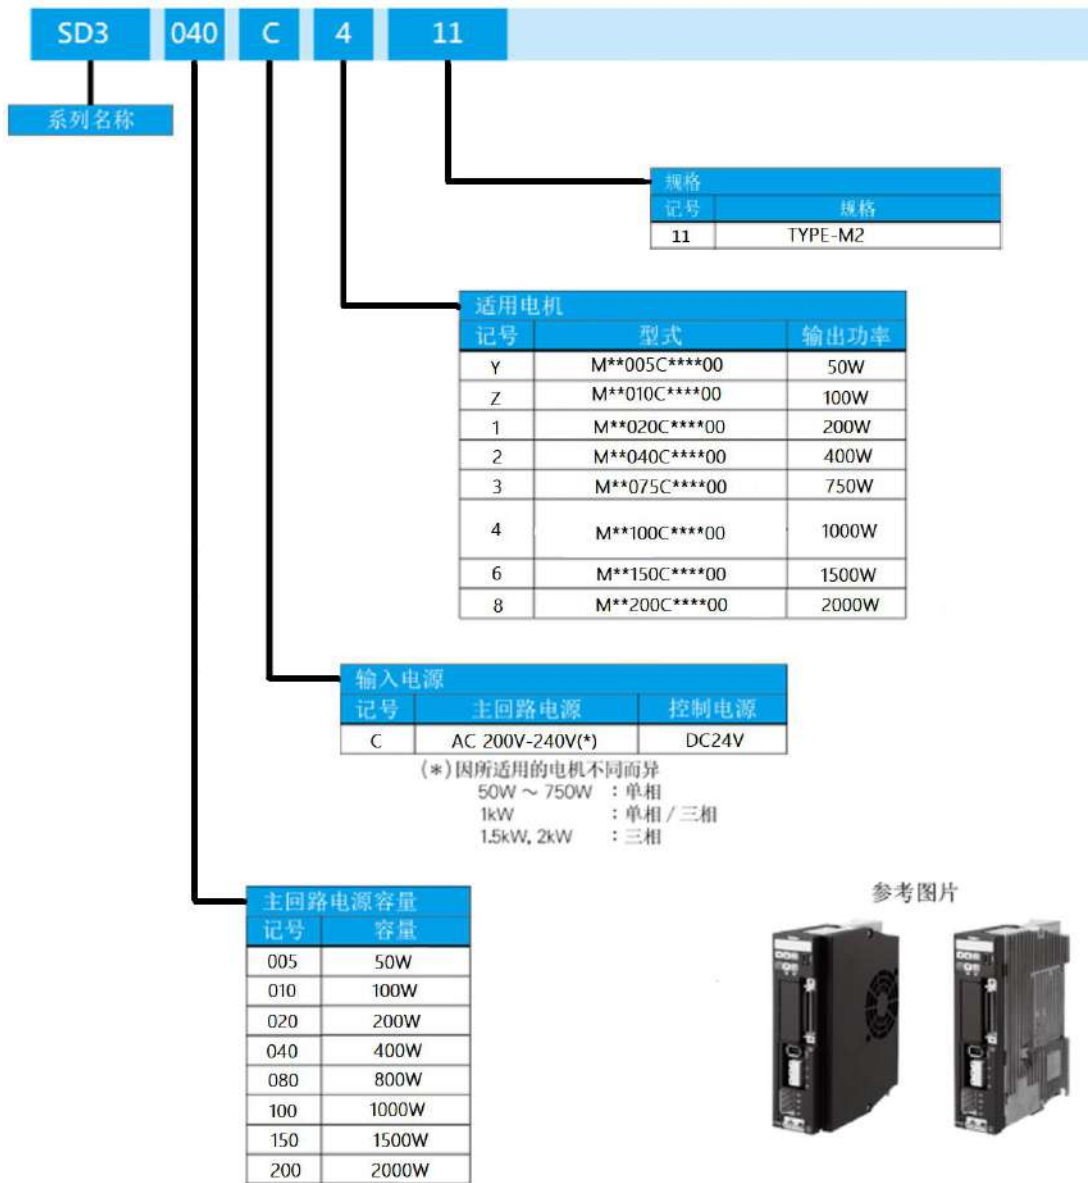 SD3 040 C 4 11
系列名称
规格
记号 规格
11 TYPE-M2
适用电机
记号 型式 输出功率
Y M**005C****00 50W
Z M**010C****00 100W
1 M**020C****00 200W
2 M**040C****00 400W
3 M**075C****00 750W
4 M**100C****00 1000W
6 M**150C****00 1500W
8 M**200C****00 2000W
输入电源
记号 主回路电源 控制电源
C AC 200V-240V(*) DC24V
(*)因所适用的电机不同而异
50W ～ 750W ：单相
1kW ：单相 / 三相
1.5kW, 2kW ：三相
主回路电源容量
记号 容量
005 50W
010 100W
020 200W
040 400W
080 800W
100 1000W
150 1500W
200 2000W
参考图片